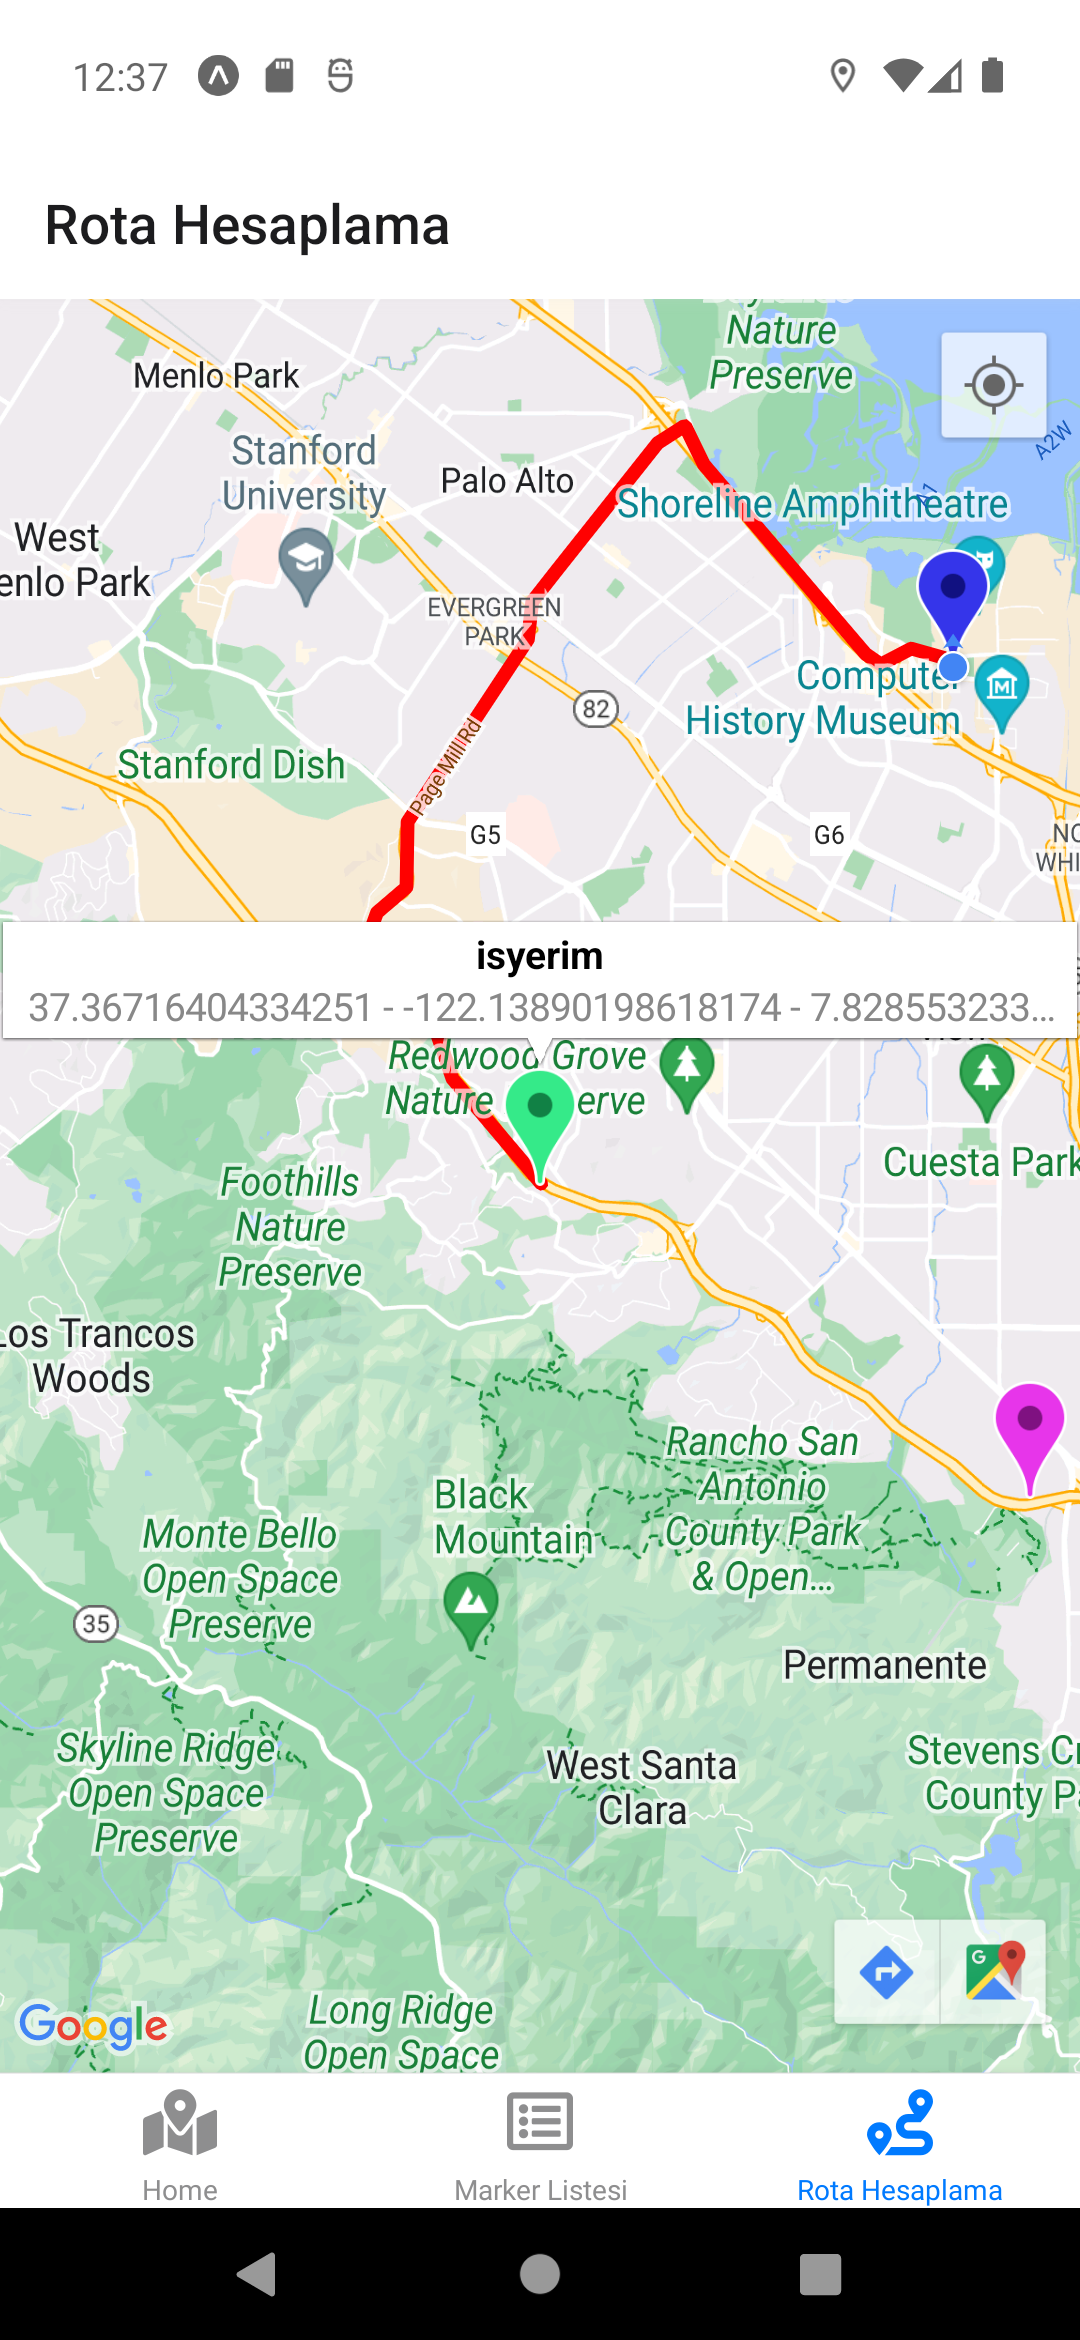 12:37
Rota Hesaplama
Nature
Preserve
Menlo Park
Stanford
University
Palo Alto
A2W
A1
Shoreline Amphitheatre
West
enlo Park
EVERGREEN
PARK
Computer
History Museum
82
Page Mill Rd
Stanford Dish
G5
G6
NO
WHI
isyerim
37.36716404334251 - -122.13890198618174 - 7.828553233...
Redwood Grove
Nature erve
Cuesta Park
Foothills
Nature
Preserve
Los Trancos
Woods
Rancho San
Antonio
County Park
& Open...
Black
Mountain
Monte Bello
Open Space
Preserve
35
Permanente
Skyline Ridge
Open Space
Preserve
West Santa
Clara
Stevens Cr
County Pa
Long Ridge
Open Space
Google
Home
Marker Listesi
Rota Hesaplama